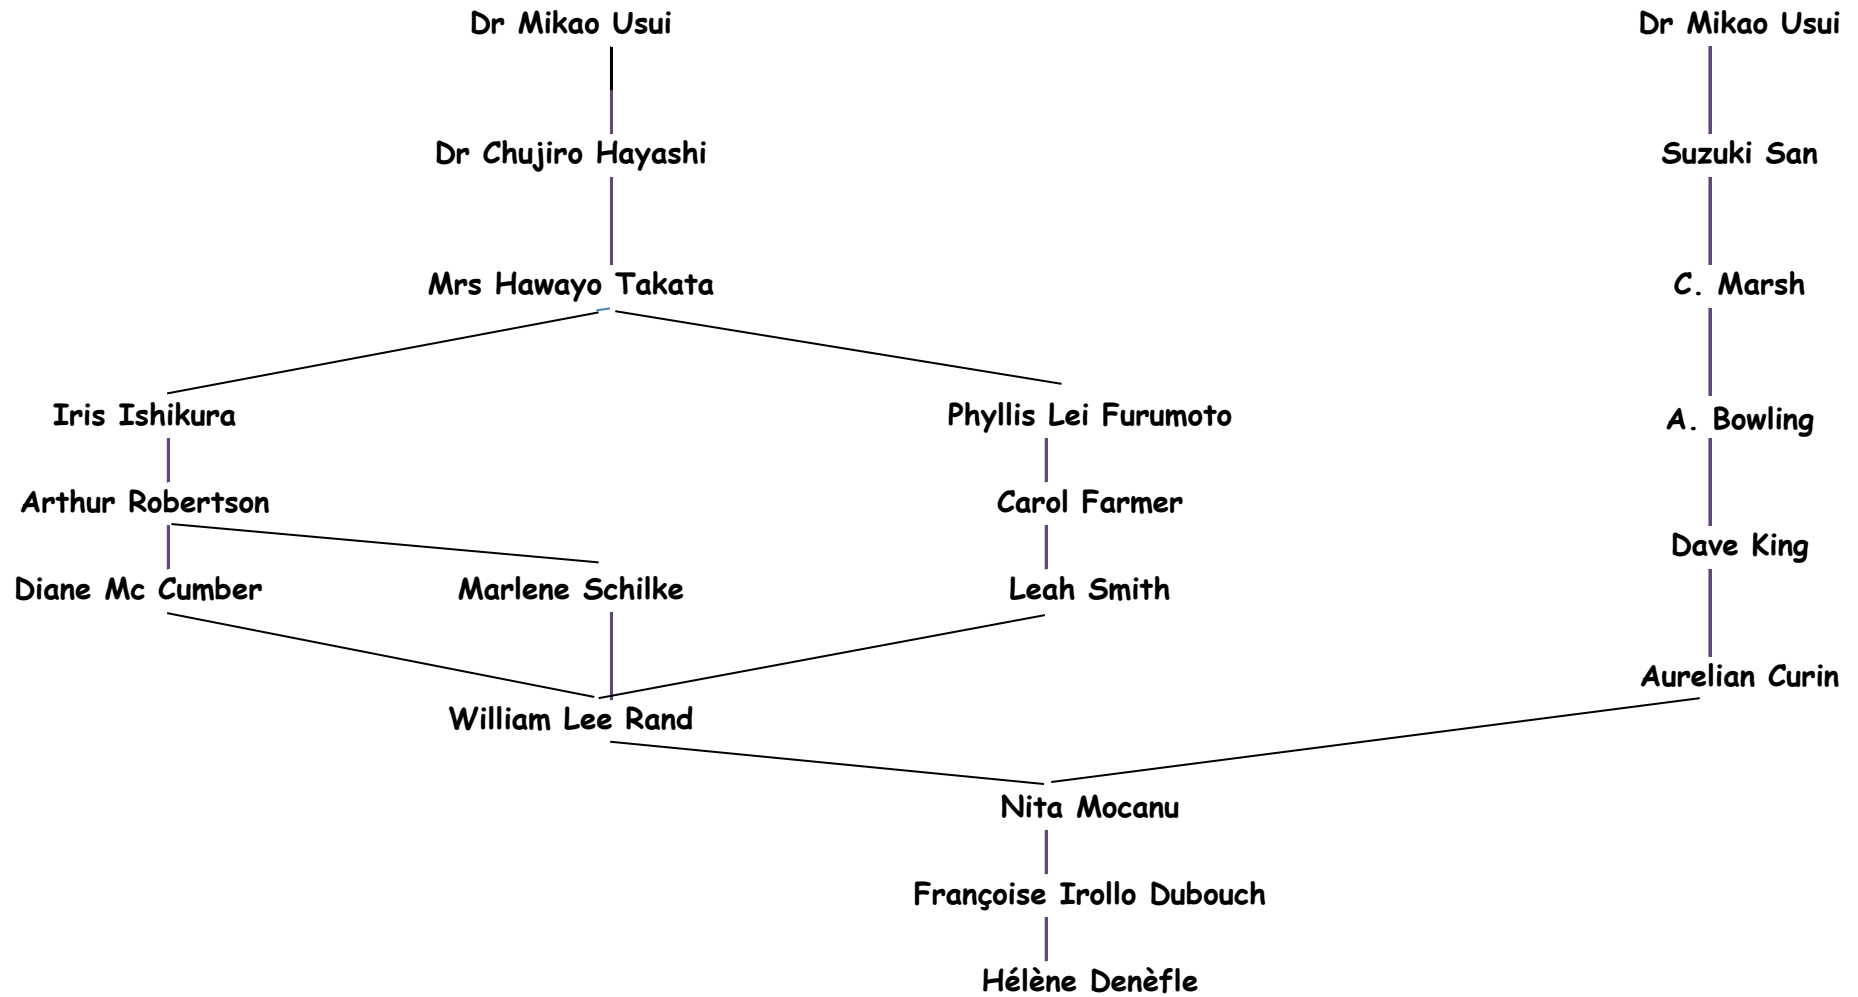 Dr Mikao Usui
Dr Mikao Usui
Dr Chujiro Hayashi
Suzuki San
Mrs Hawayo Takata
C. Marsh
Iris Ishikura
Phyllis Lei Furumoto
A. Bowling
Arthur Robertson
Carol Farmer
Dave King
Diane Mc Cumber
Marlene Schilke
Leah Smith
Aurelian Curin
William Lee Rand
Nita Mocanu
Françoise Irollo Dubouch
Hélène Denèfle